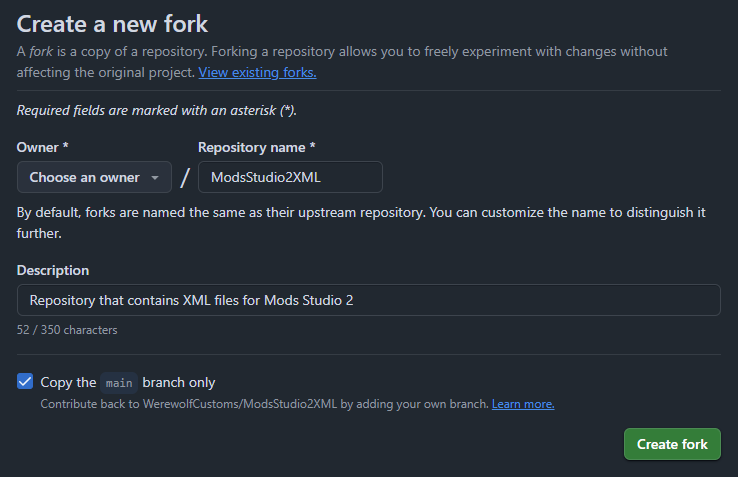 Create a new fork
A fork is a copy of a repository. Forking a repository allows you to freely experiment with changes without
affecting the original project. View existing forks.
Required fields are marked with an asterisk (*).
Owner * Repository name *
Choose an owner / ModsStudio2XML
By default, forks are named the same as their upstream repository. You can customize the name to distinguish it
further.
Description
Repository that contains XML files for Mods Studio 2
52 / 350 characters
Copy the main branch only
Contribute back to WerewolfCustoms/ModsStudio2XML by adding your own branch. Learn more.
Create fork